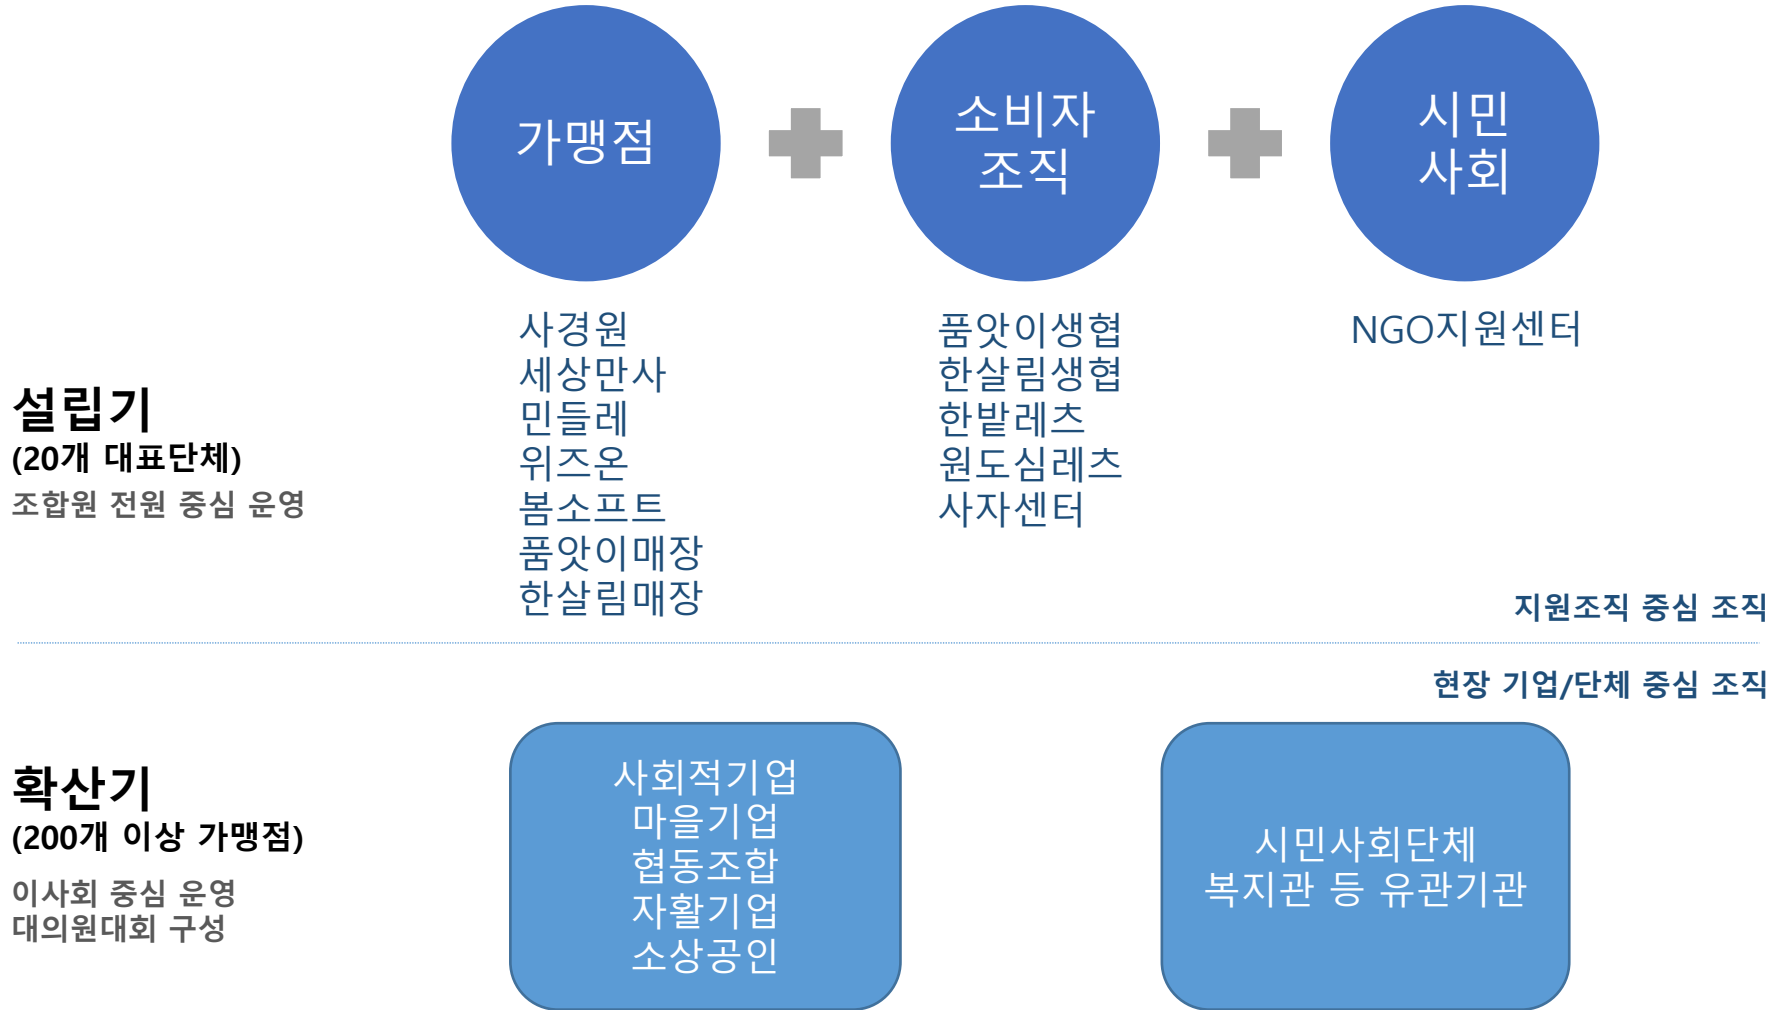 가맹점
소비자
조직
시민
사회
설립기
(20개 대표단체)
조합원 전원 중심 운영
사경원
세상만사
민들레
위즈온
봄소프트
품앗이매장
한살림매장
품앗이생협
한살림생협
한밭레츠
원도심레츠
사자센터
NGO지원센터
지원조직 중심 조직
현장 기업/단체 중심 조직
확산기
(200개 이상 가맹점)
이사회 중심 운영
대의원대회 구성
사회적기업
마을기업
협동조합
자활기업
소상공인
시민사회단체
복지관 등 유관기관